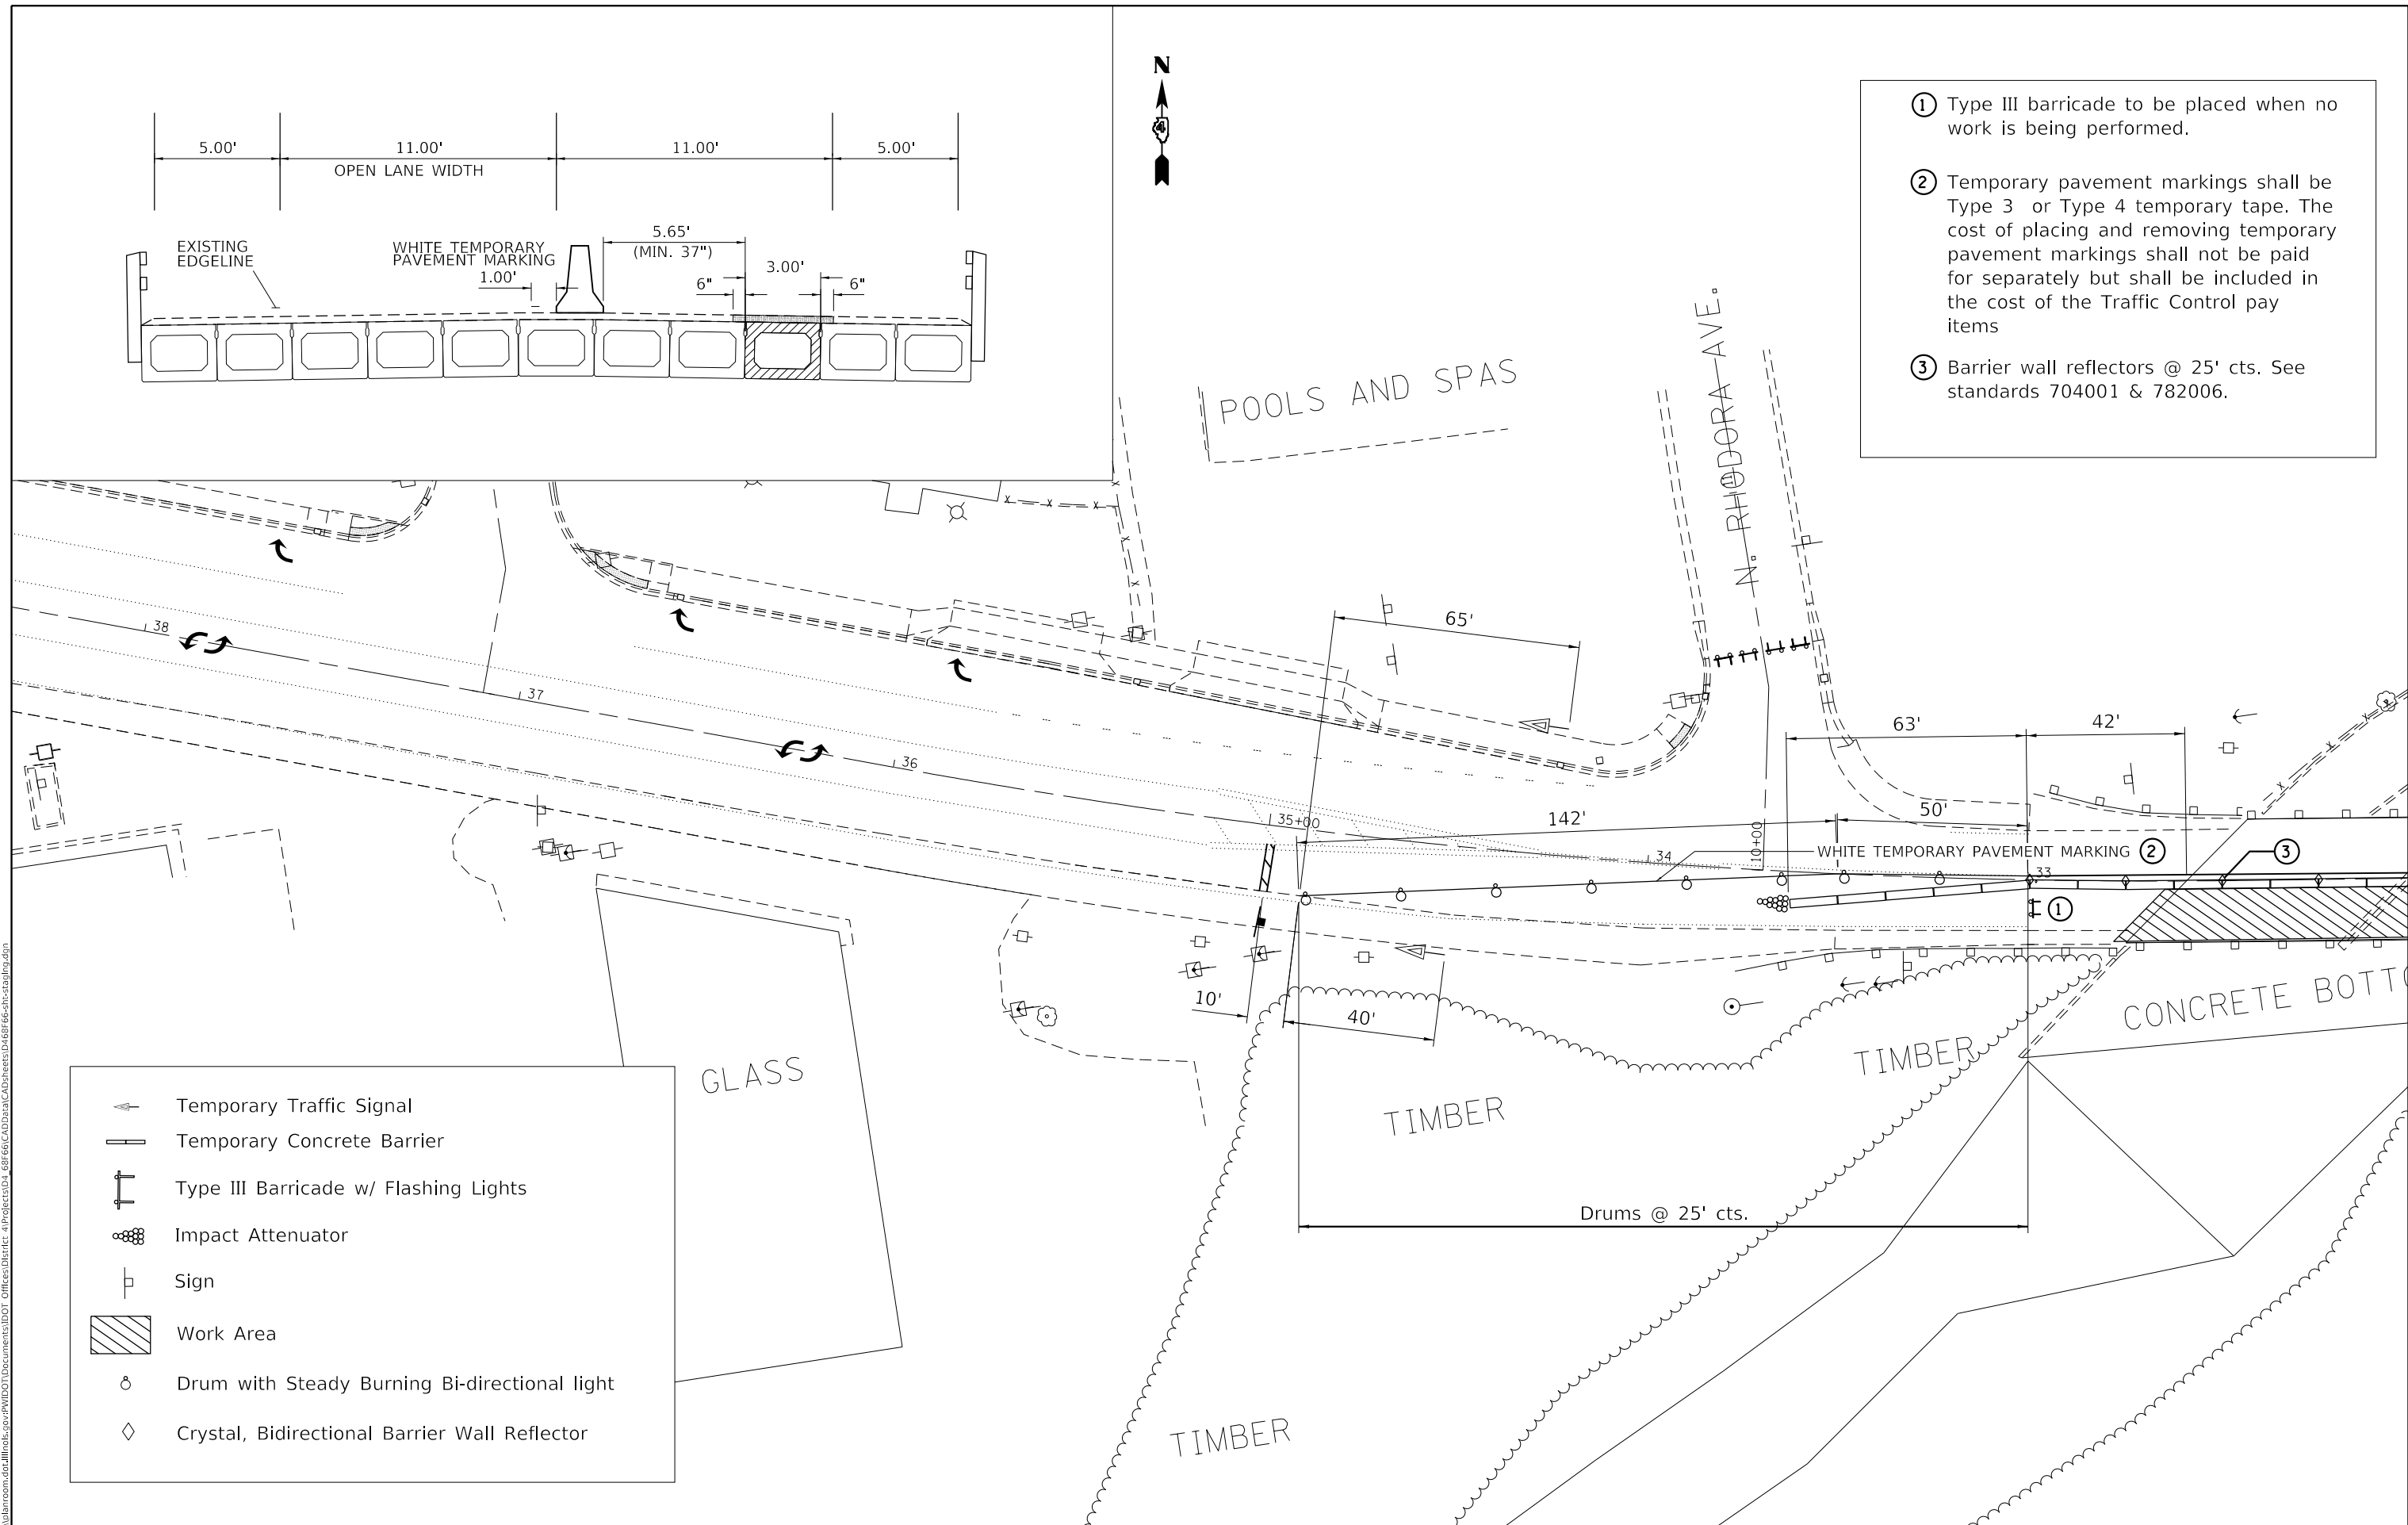 5.00'
11.00'
11.00'
5.00'
OPEN LANE WIDTH
EXISTING
EDGELINE
WHITE TEMPORARY
PAVEMENT MARKING
1.00'
5.65'
(MIN. 37")
3.00'
6"
6"
N
4
1 Type III barricade to be placed when no
work is being performed.
2 Temporary pavement markings shall be
Type 3 or Type 4 temporary tape. The
cost of placing and removing temporary
pavement markings shall not be paid
for separately but shall be included in
the cost of the Traffic Control pay
items
3 Barrier wall reflectors @ 25' cts. See
standards 704001 & 782006.
POOLS AND SPAS
N. RHODORA AVE.
38
37
36
35+00
34
33
10+00
65'
63'
42'
142'
50'
WHITE TEMPORARY PAVEMENT MARKING 2
3
1
10'
40'
CONCRETE BOTTO
TIMBER
TIMBER
TIMBER
GLASS
Drums @ 25' cts.
Temporary Traffic Signal
Temporary Concrete Barrier
Type III Barricade w/ Flashing Lights
Impact Attenuator
Sign
Work Area
Drum with Steady Burning Bi-directional light
Crystal, Bidirectional Barrier Wall Reflector